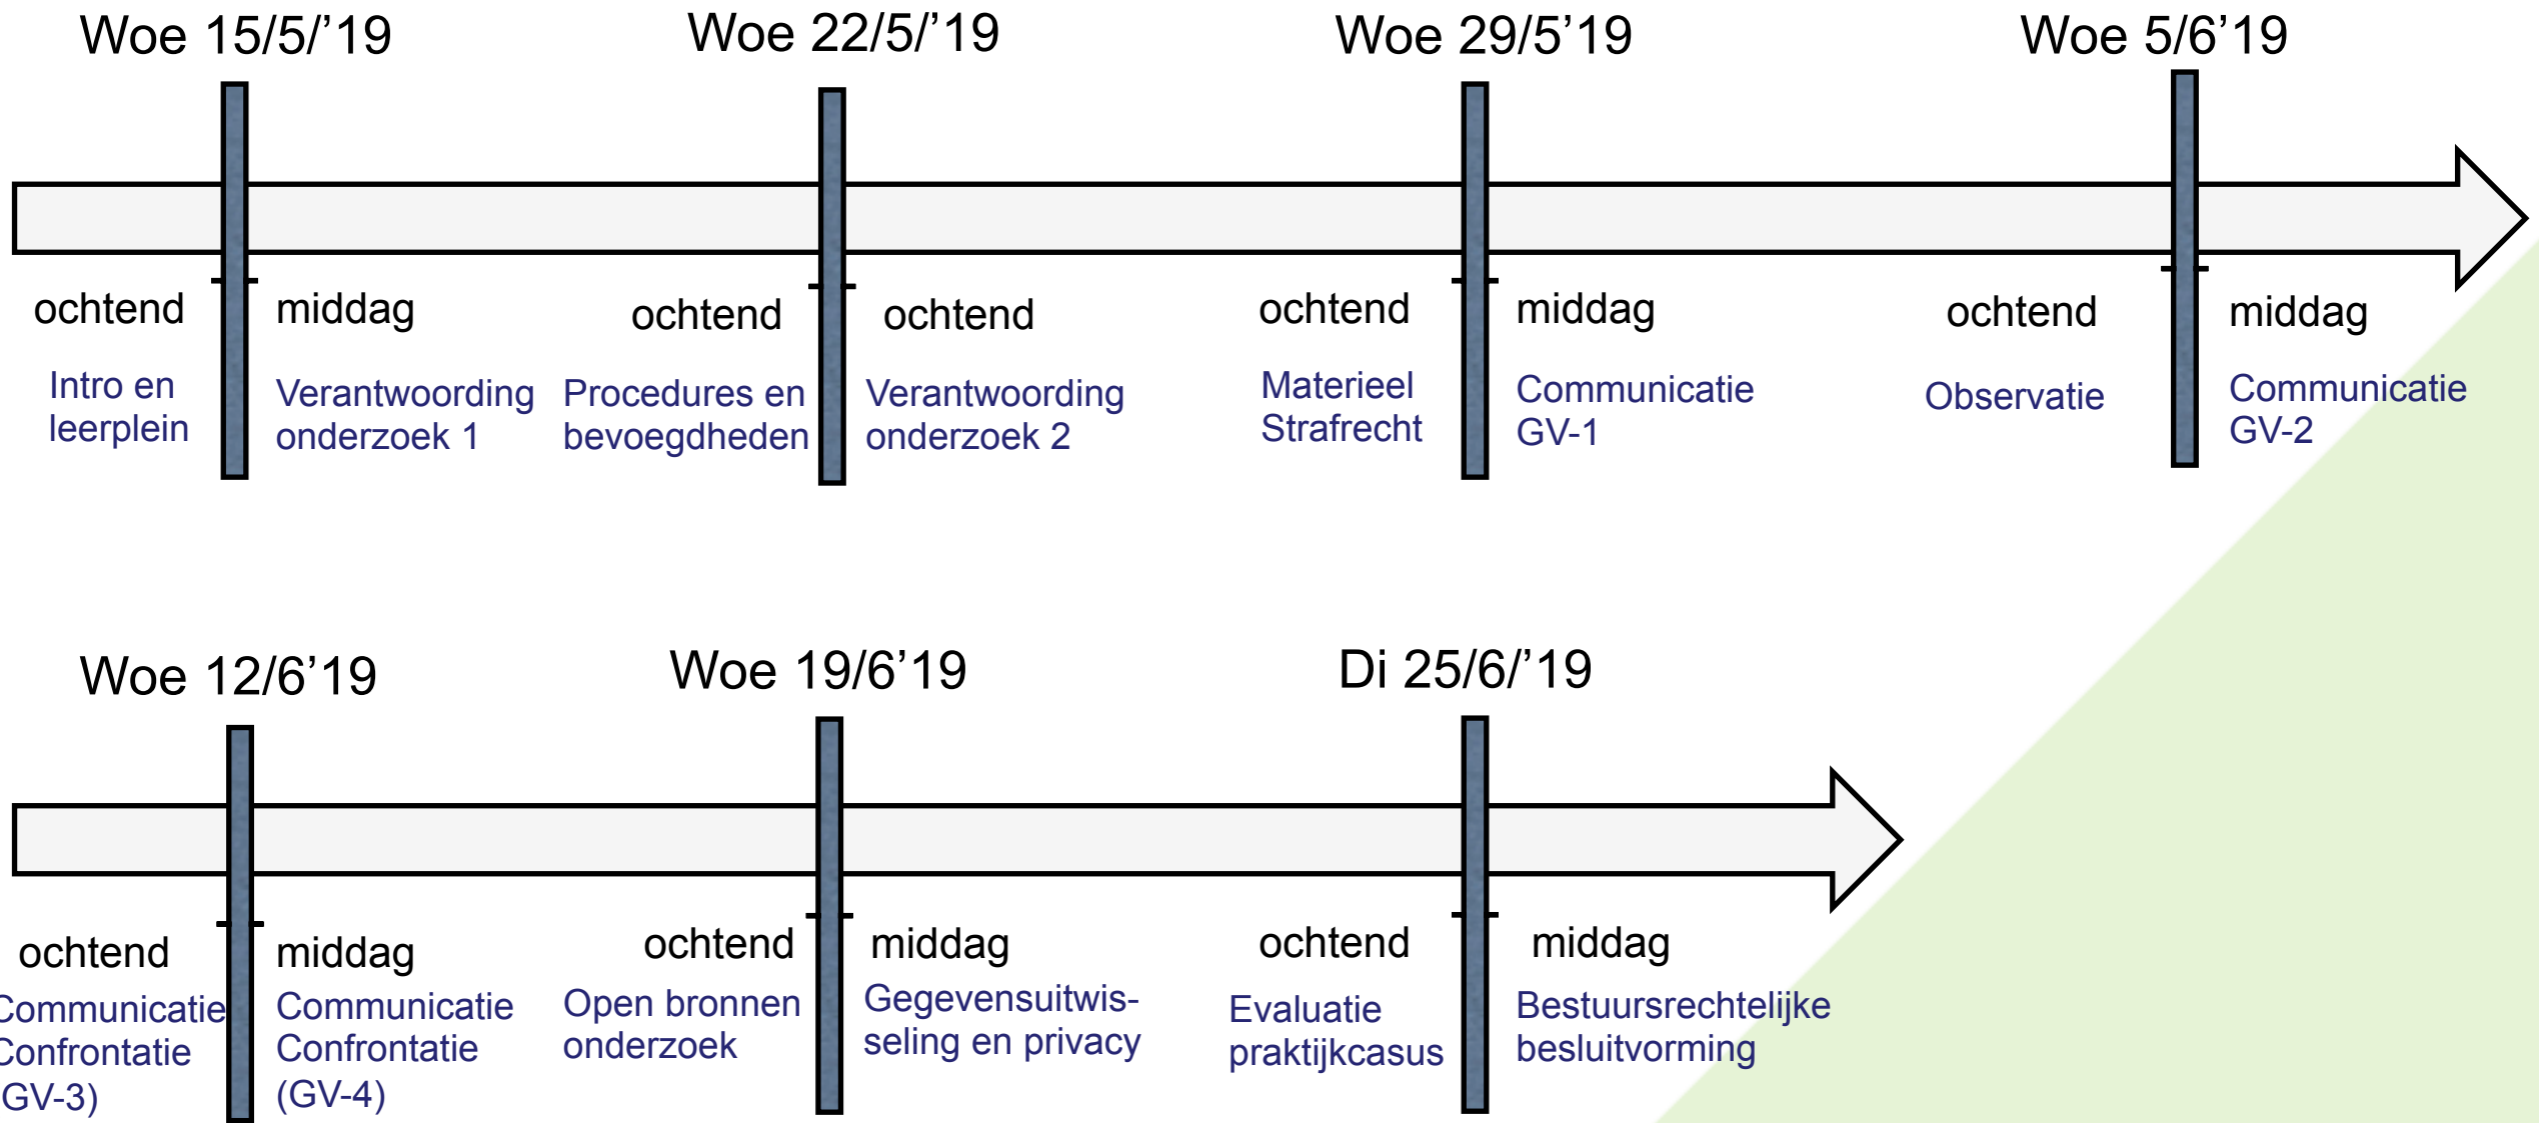 Woe 15/5/’19
Woe 22/5/’19
Woe 29/5’19
Woe 5/6’19
ochtend
middag
ochtend
ochtend
ochtend
middag
ochtend
middag
Intro en
leerplein
Verantwoording
onderzoek 1
Procedures en
bevoegdheden
Verantwoording
onderzoek 2
Materieel
Strafrecht
Communicatie
GV-1
Observatie
Communicatie
GV-2
Woe 12/6’19
Woe 19/6’19
Di 25/6/’19
ochtend
middag
ochtend
middag
ochtend
middag
Communicatie
Confrontatie
GV-3)
Communicatie
Confrontatie
(GV-4)
Open bronnen
onderzoek
Gegevensuitwis-
seling en privacy
Evaluatie
praktijkcasus
Bestuursrechtelijke
besluitvorming